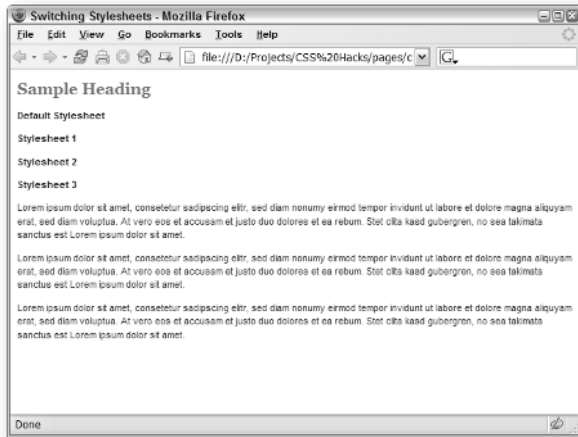 Switching Stylesheets - Mozilla Firefox
File Edit View Go Bookmarks Tools Help
file:///D:/Projects/CSS%20Hacks/pages/c G
Sample Heading
Default Stylesheet
Stylesheet 1
Stylesheet 2
Stylesheet 3
Lorem ipsum dolor sit amet, consetetur sadipscing elitr, sed diam nonumy eirmod tempor invidunt ut labore et dolore magna aliquyam
erat, sed diam voluptua. At vero eos et accusam et justo duo dolores et ea rebum. Stet clita kasd gubergren, no sea takimata
sanctus est Lorem ipsum dolor sit amet.
Lorem ipsum dolor sit amet, consetetur sadipscing elitr, sed diam nonumy eirmod tempor invidunt ut labore et dolore magna aliquyam
erat, sed diam voluptua. At vero eos et accusam et justo duo dolores et ea rebum. Stet clita kasd gubergren, no sea takimata
sanctus est Lorem ipsum dolor sit amet.
Lorem ipsum dolor sit amet, consetetur sadipscing elitr, sed diam nonumy eirmod tempor invidunt ut labore et dolore magna aliquyam
erat, sed diam voluptua. At vero eos et accusam et justo duo dolores et ea rebum. Stet clita kasd gubergren, no sea takimata
sanctus est Lorem ipsum dolor sit amet.
Done